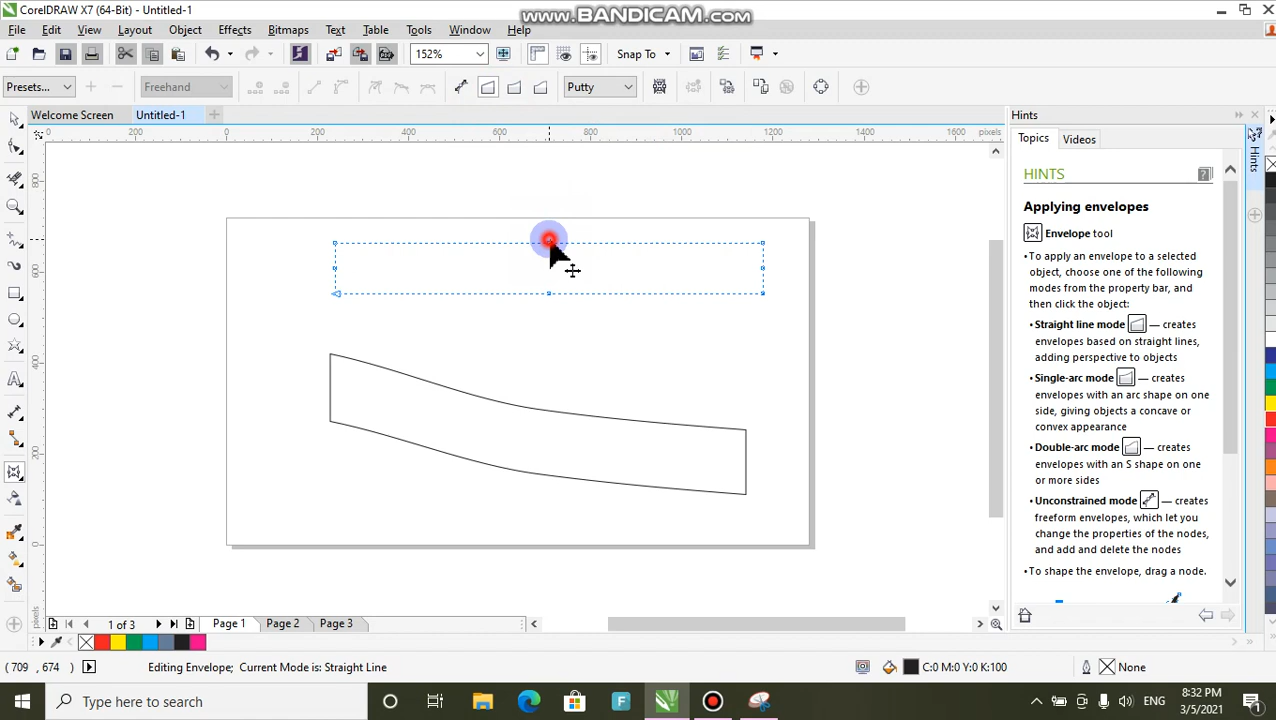 CorelDRAW X7 (64-Bit) - Untitled-1
www.BANDICAM.com
File Edit View Layout Object Effects Bitmaps Text Table Tools Window Help
152% Snap To
Presets... Freehand Putty
Welcome Screen Untitled-1
0 200 0 200 400 600 800 1000 1200 1400 1600 pixels
800
600
400
200
0
pixels
Hints
Topics Videos
HINTS
Applying envelopes
Envelope tool
• To apply an envelope to a selected
object, choose one of the following
modes from the property bar, and
then click the object:
• Straight line mode — creates
envelopes based on straight lines,
adding perspective to objects
• Single-arc mode — creates
envelopes with an arc shape on one
side, giving objects a concave or
convex appearance
• Double-arc mode — creates
envelopes with an S shape on one
or more sides
• Unconstrained mode — creates
freeform envelopes, which let you
change the properties of the nodes,
and add and delete the nodes
• To shape the envelope, drag a node.
Hints
1 of 3 Page 1 Page 2 Page 3
(709 , 674) Editing Envelope; Current Mode is: Straight Line C:0 M:0 Y:0 K:100 None
Type here to search F ENG 8:32 PM
3/5/2021 1